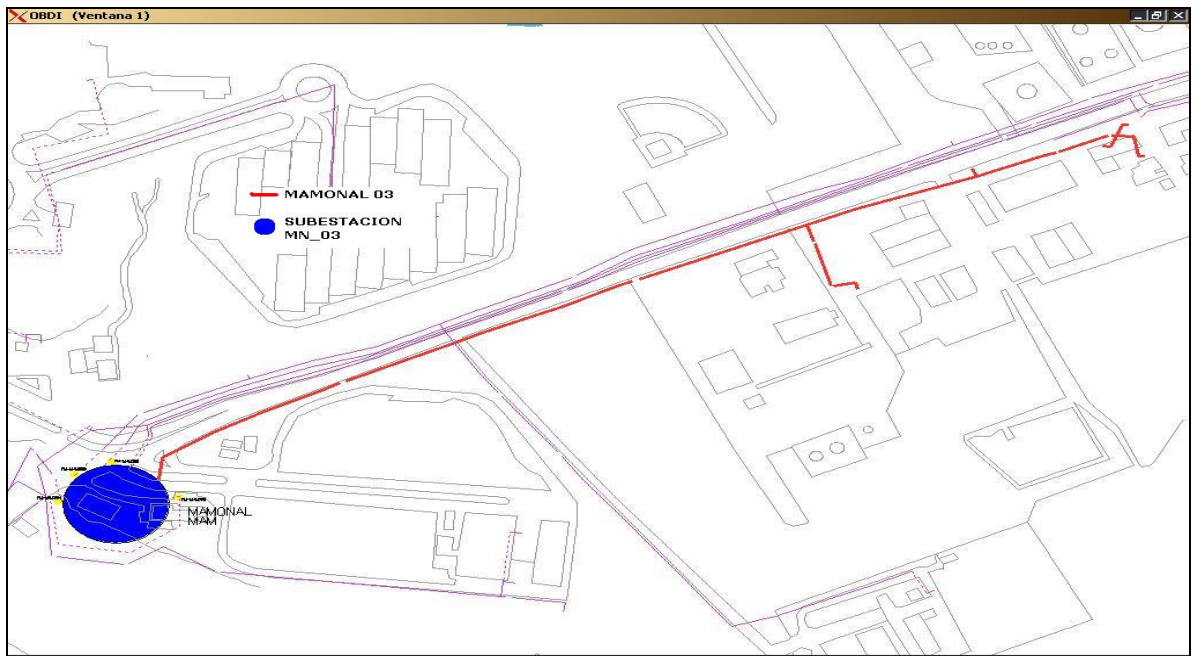 OBDI (Ventana 1)
MAMONAL 03
SUBESTACION
MN_03
MAMONAL
MAM